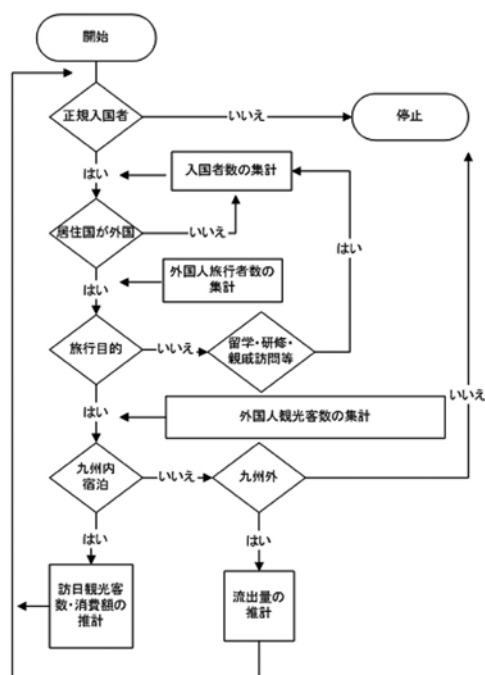 開始
正規入国者
いいえ
停止
はい
入国者数の集計
居住国が外国
いいえ
はい
はい
外国人旅行者数の
集計
旅行目的
いいえ
留学・研修・
親戚訪問等
いいえ
はい
外国人観光客数の集計
九州内
宿泊
いいえ
九州外
はい
はい
訪日観光客
数・消費額の
推計
流出量の
推計